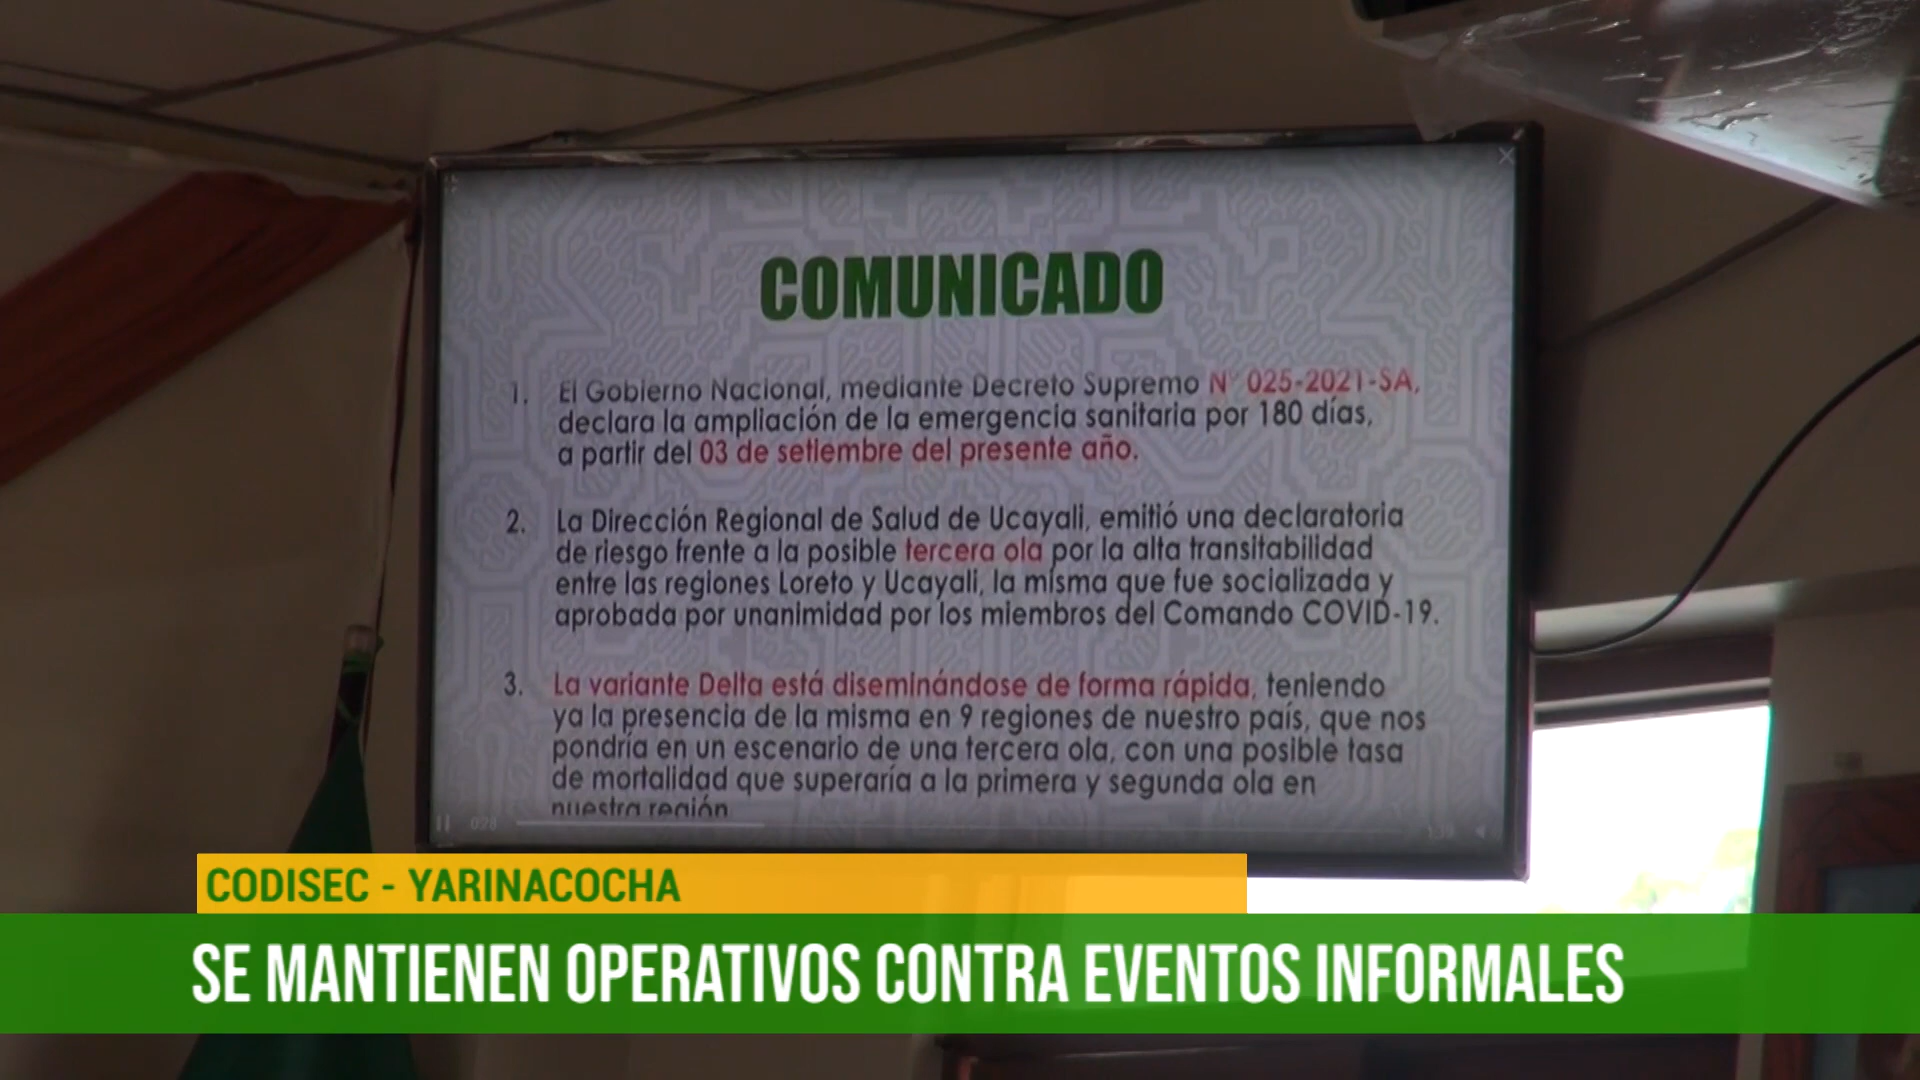 COMUNICADO
1. El Gobierno Nacional, mediante Decreto Supremo N° 025-2021-SA,
declara la ampliación de la emergencia sanitaria por 180 días,
a partir del 03 de setiembre del presente año.
2. La Dirección Regional de Salud de Ucayali, emitió una declaratoria
de riesgo frente a la posible tercera ola por la alta transitabilidad
entre las regiones Loreto y Ucayali, la misma que fue socializada y
aprobada por unanimidad por los miembros del Comando COVID-19.
3. La variante Delta está diseminándose de forma rápida, teniendo
ya la presencia de la misma en 9 regiones de nuestro país, que nos
pondría en un escenario de una tercera ola, con una posible tasa
de mortalidad que superaría a la primera y segunda ola en
nuestra región
CODISEC - YARINACOCHA
SE MANTIENEN OPERATIVOS CONTRA EVENTOS INFORMALES